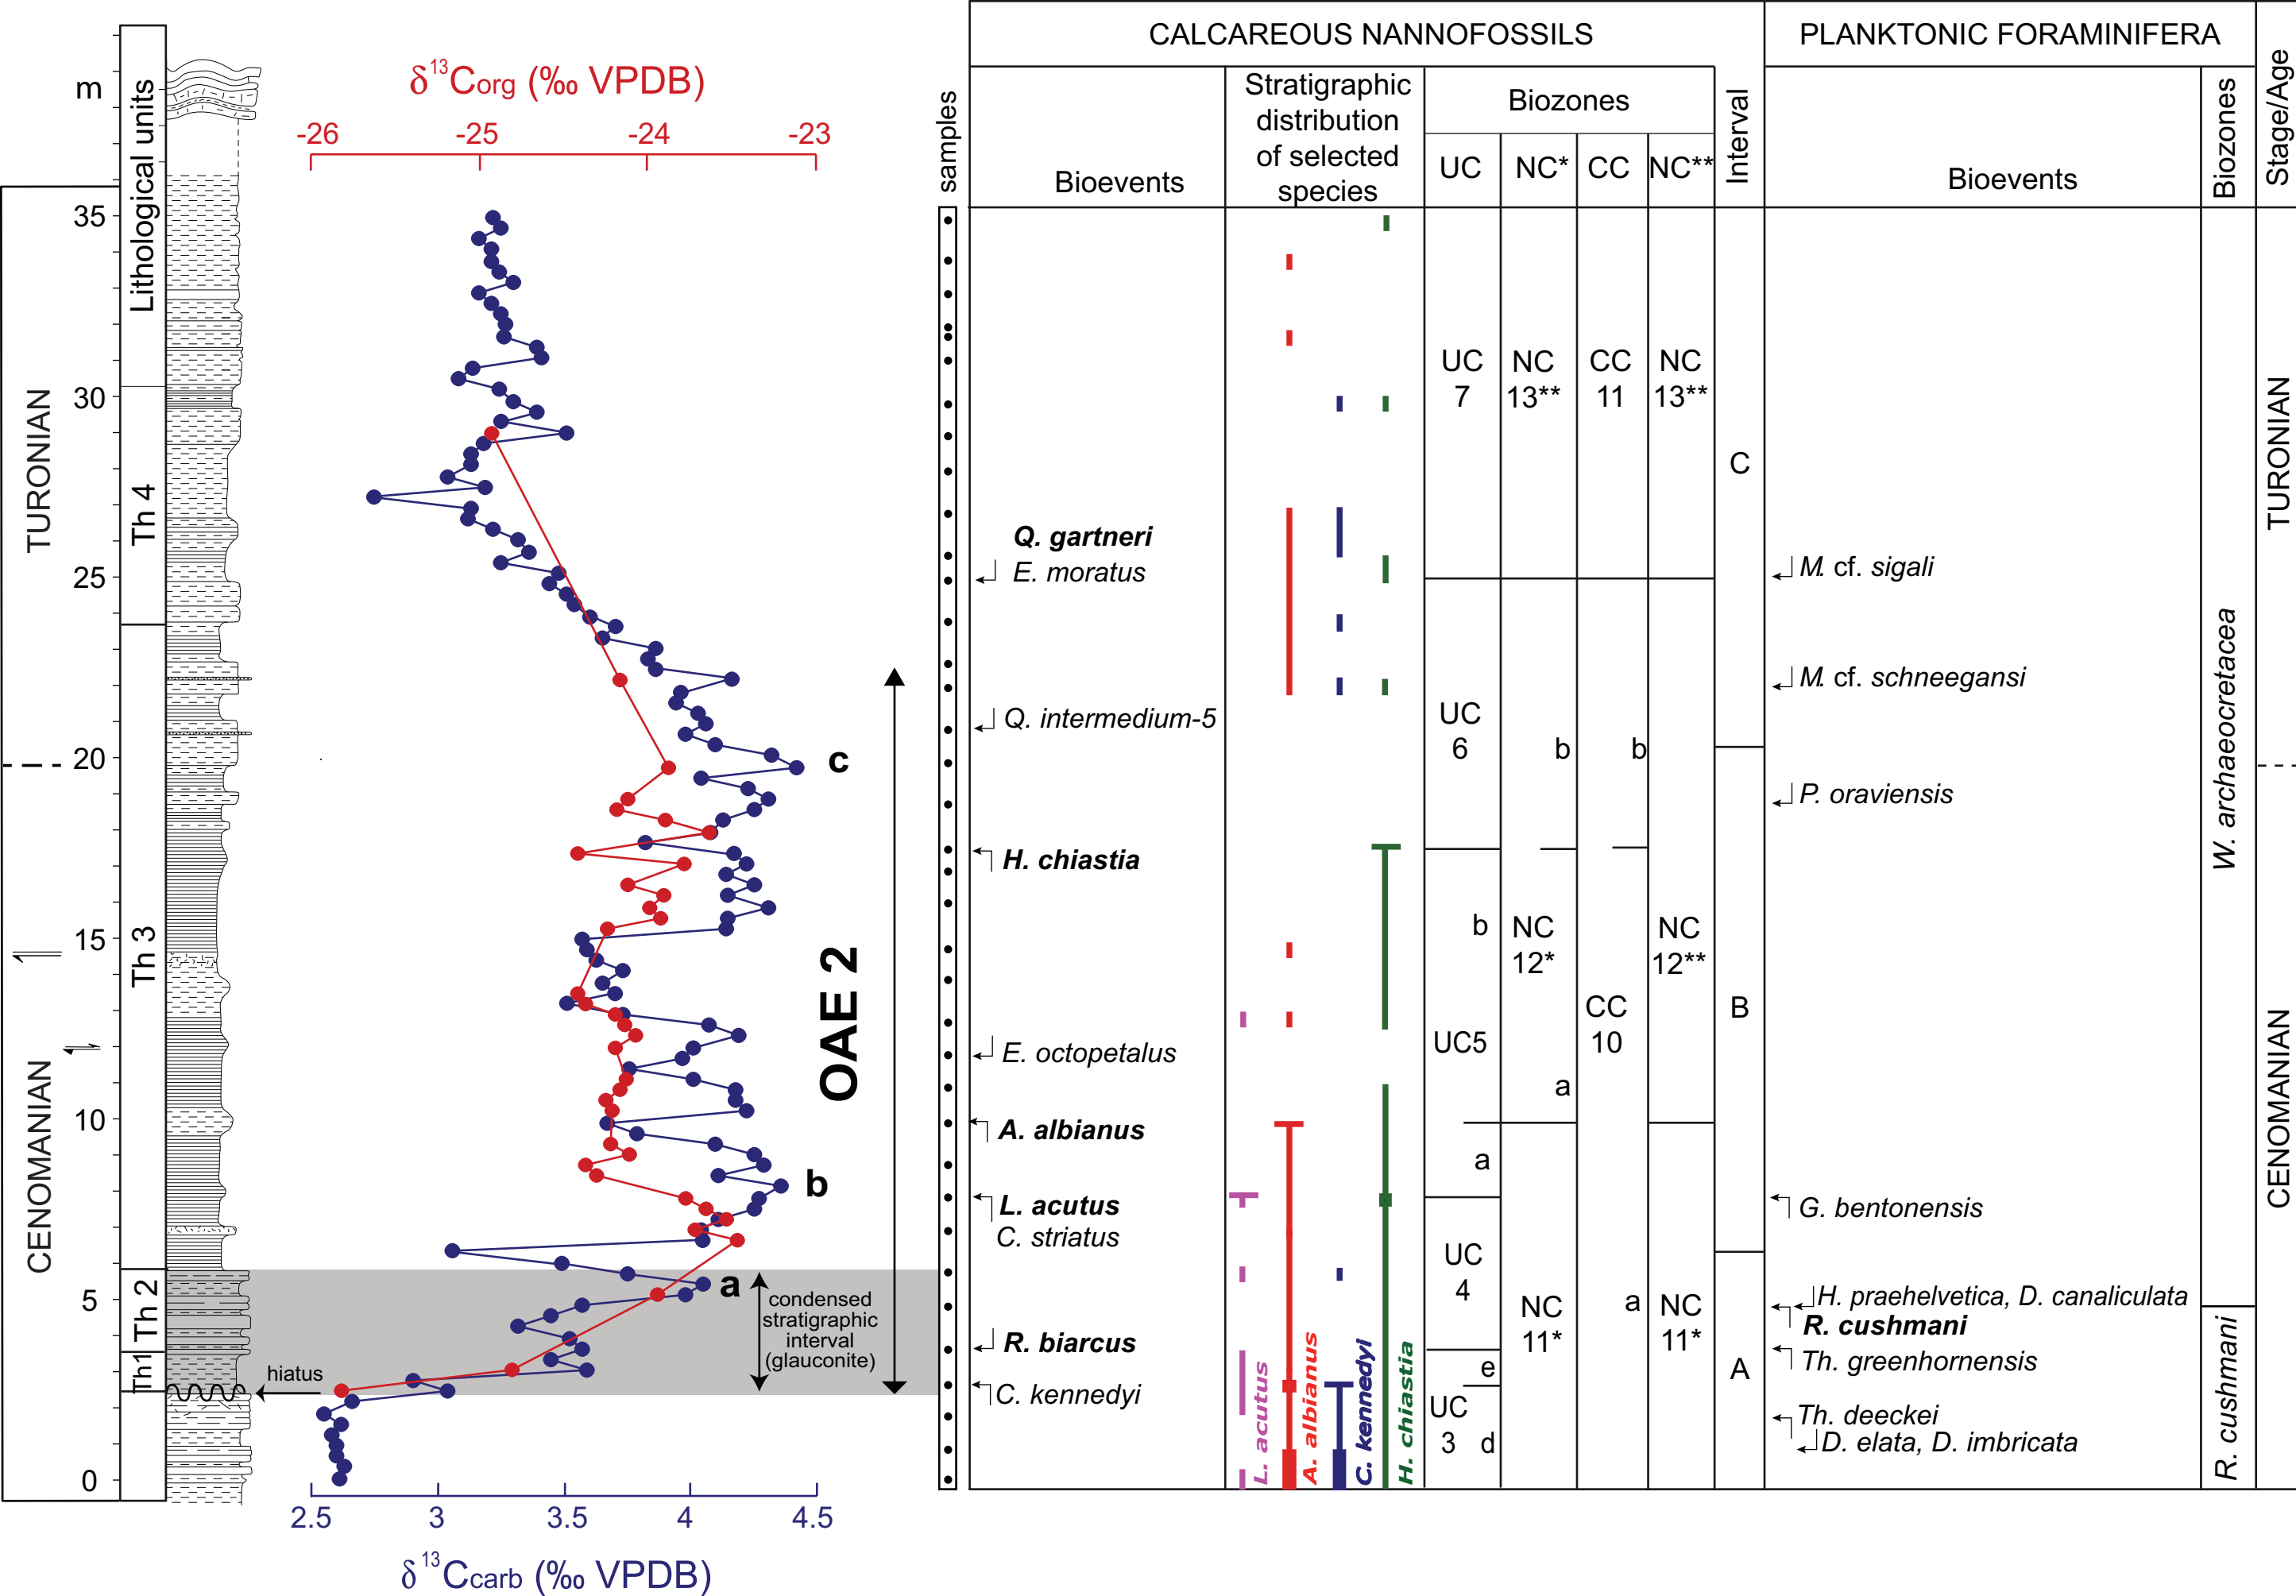 CALCAREOUS NANNOFOSSILS
PLANKTONIC FORAMINIFERA
Stage/Age
m
Lithological units
δ13Corg (‰ VPDB)
-26 -25 -24 -23
samples
Bioevents
Stratigraphic
distribution
of selected
species
Biozones
UC NC* CC NC**
Interval
Bioevents
Biozones
35
30
25
20
15
10
5
0
TURONIAN
CENOMANIAN
Th 4
Th 3
Th 2
Th1
hiatus
a
b
c
OAE 2
condensed
stratigraphic
interval
(glauconite)
2.5 3 3.5 4 4.5
δ13Ccarb (‰ VPDB)
Q. gartneri
E. moratus
Q. intermedium-5
H. chiastia
E. octopetalus
A. albianus
L. acutus
C. striatus
R. biarcus
C. kennedyi
L. acutus
A. albianus
C. kennedyi
H. chiastia
UC
7
UC
6
b
UC5
a
UC
4
e
UC
3 d
NC
13**
b
NC
12*
a
NC
11*
CC
11
b
CC
10
a
NC
13**
NC
12**
NC
11*
C
B
A
M. cf. sigali
M. cf. schneegansi
P. oraviensis
G. bentonensis
H. praehelvetica, D. canaliculata
R. cushmani
Th. greenhornensis
Th. deeckei
D. elata, D. imbricata
W. archaeocretacea
R. cushmani
TURONIAN
CENOMANIAN